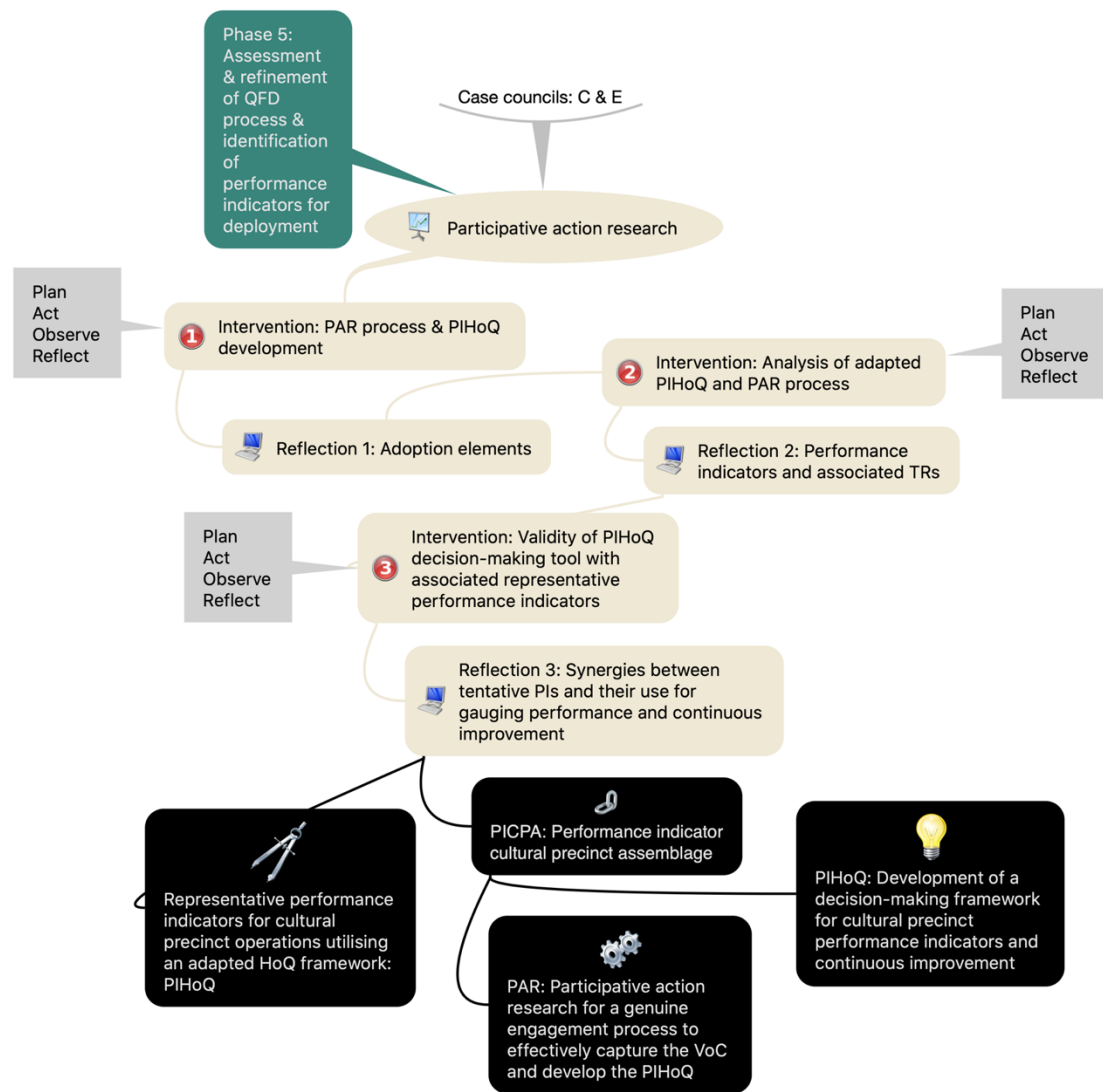 Phase 5:
Assessment
& refinement
of QFD
process &
identification
of
performance
indicators for
deployment
Case councils: C & E
Participative action research
Plan
Act
Observe
Reflect
1
Intervention: PAR process & PIHoQ
development
Plan
Act
Observe
Reflect
2
Intervention: Analysis of adapted
PIHoQ and PAR process
Reflection 1: Adoption elements
Reflection 2: Performance
indicators and associated TRs
Plan
Act
Observe
Reflect
3
Intervention: Validity of PIHoQ
decision-making tool with
associated representative
performance indicators
Reflection 3: Synergies between
tentative PIs and their use for
gauging performance and continuous
improvement
Representative performance
indicators for cultural
precinct operations utilising
an adapted HoQ framework:
PIHoQ
PICPA: Performance indicator
cultural precinct assemblage
PIHoQ: Development of a
decision-making framework
for cultural precinct
performance indicators and
continuous improvement
PAR: Participative action
research for a genuine
engagement process to
effectively capture the VoC
and develop the PIHoQ